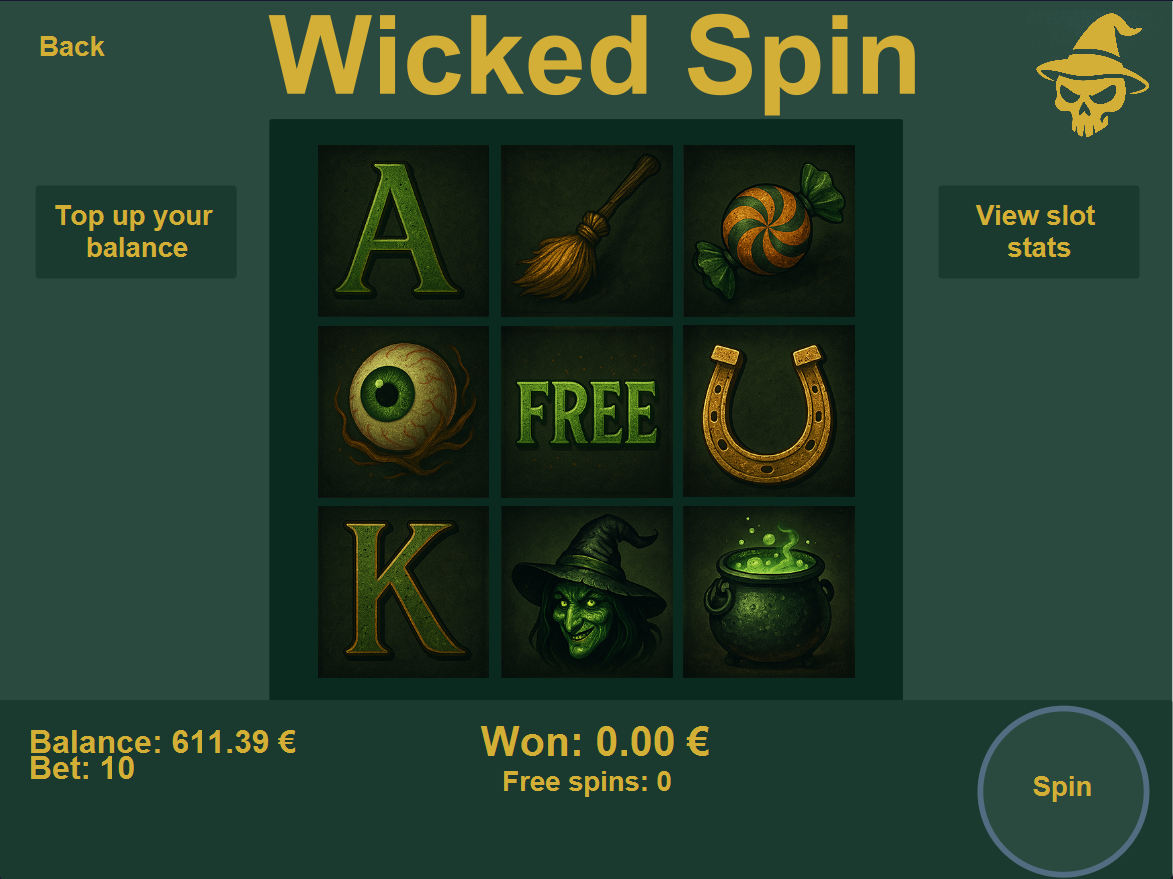 Back
Wicked Spin
Top up your
balance
View slot
stats
A
FREE
K
Balance: 611.39 €
Bet: 10
Won: 0.00 €
Free spins: 0
Spin